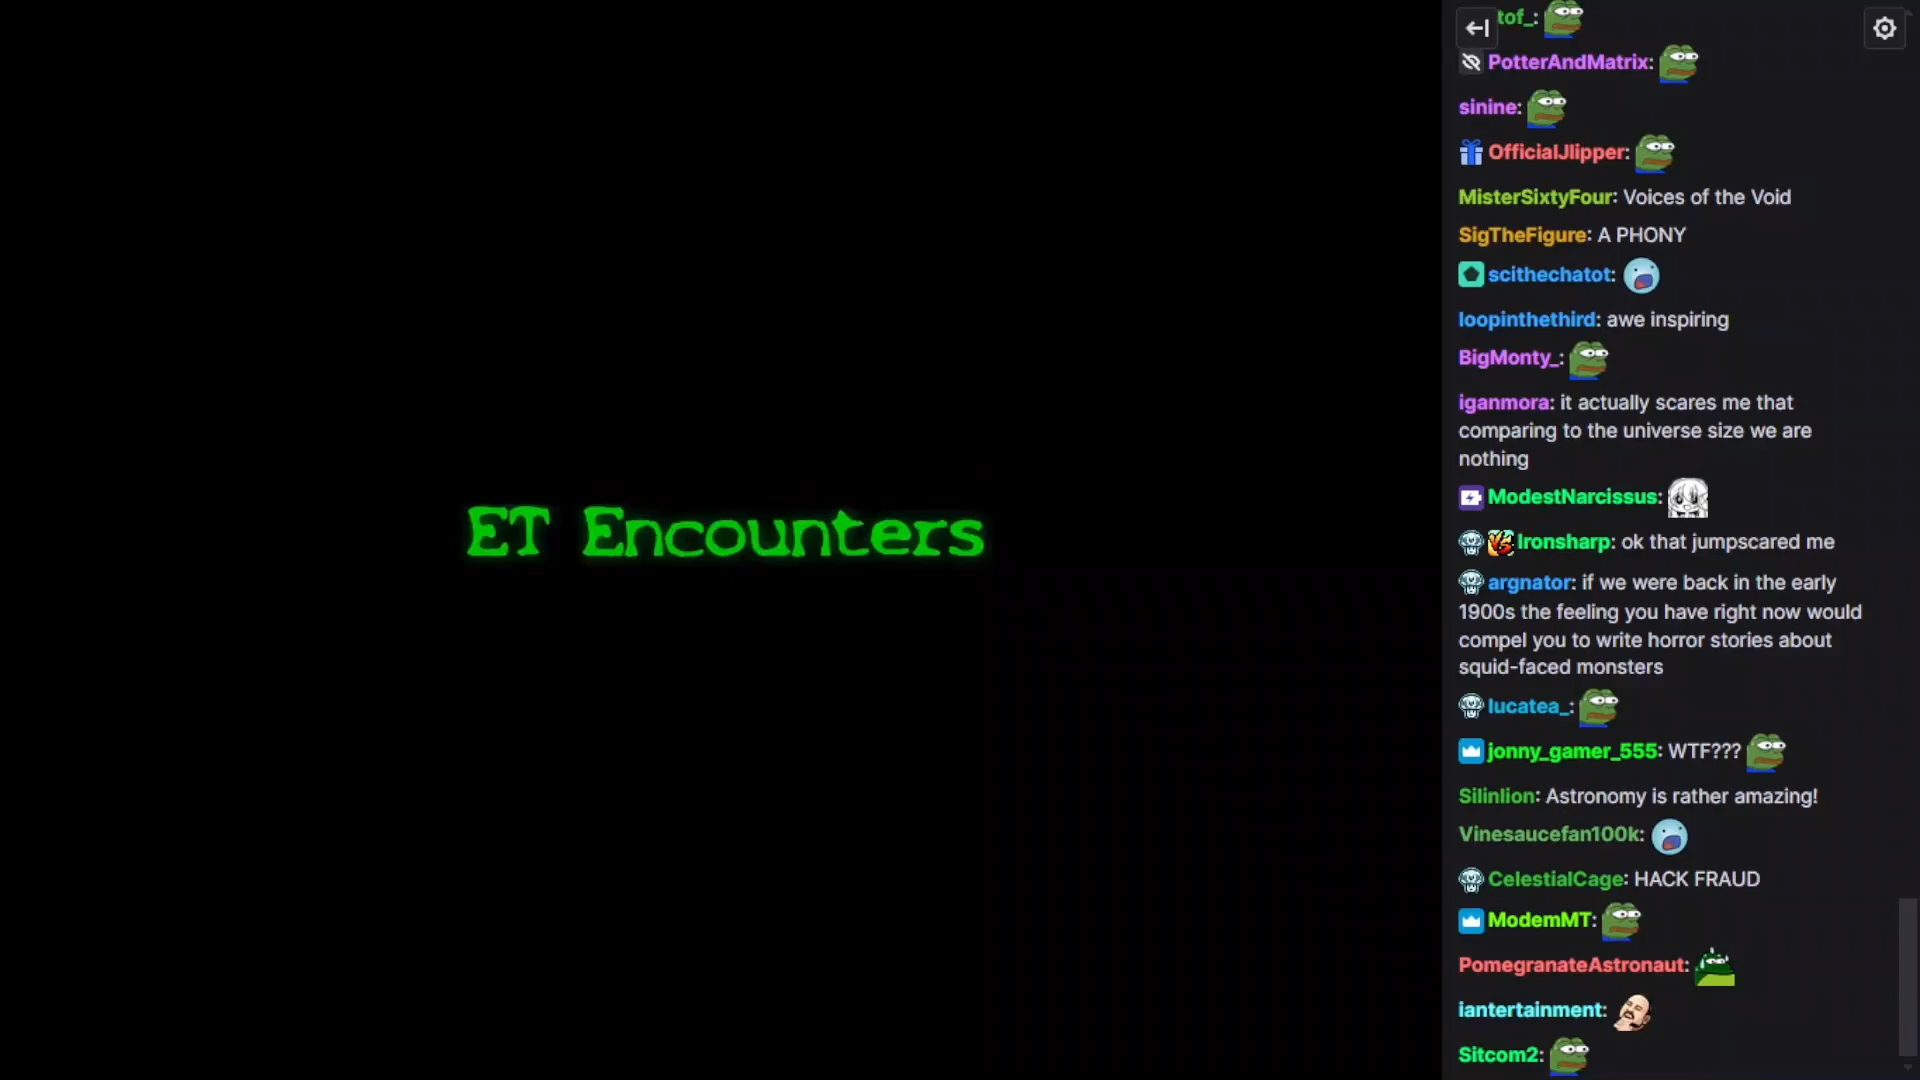 ET Encounters
tof_:
PotterAndMatrix:
sinine:
OfficialJlipper:
MisterSixtyFour: Voices of the Void
SigTheFigure: A PHONY
scithechatot:
loopinthethird: awe inspiring
BigMonty_:
iganmora: it actually scares me that
comparing to the universe size we are
nothing
ModestNarcissus:
Ironsharp: ok that jumpscared me
argnator: if we were back in the early
1900s the feeling you have right now would
compel you to write horror stories about
squid-faced monsters
lucatea_:
jonny_gamer_555: WTF???
Silinlion: Astronomy is rather amazing!
Vinesaucefan100k:
CelestialCage: HACK FRAUD
ModemMT:
PomegranateAstronaut:
iantertainment:
Sitcom2: